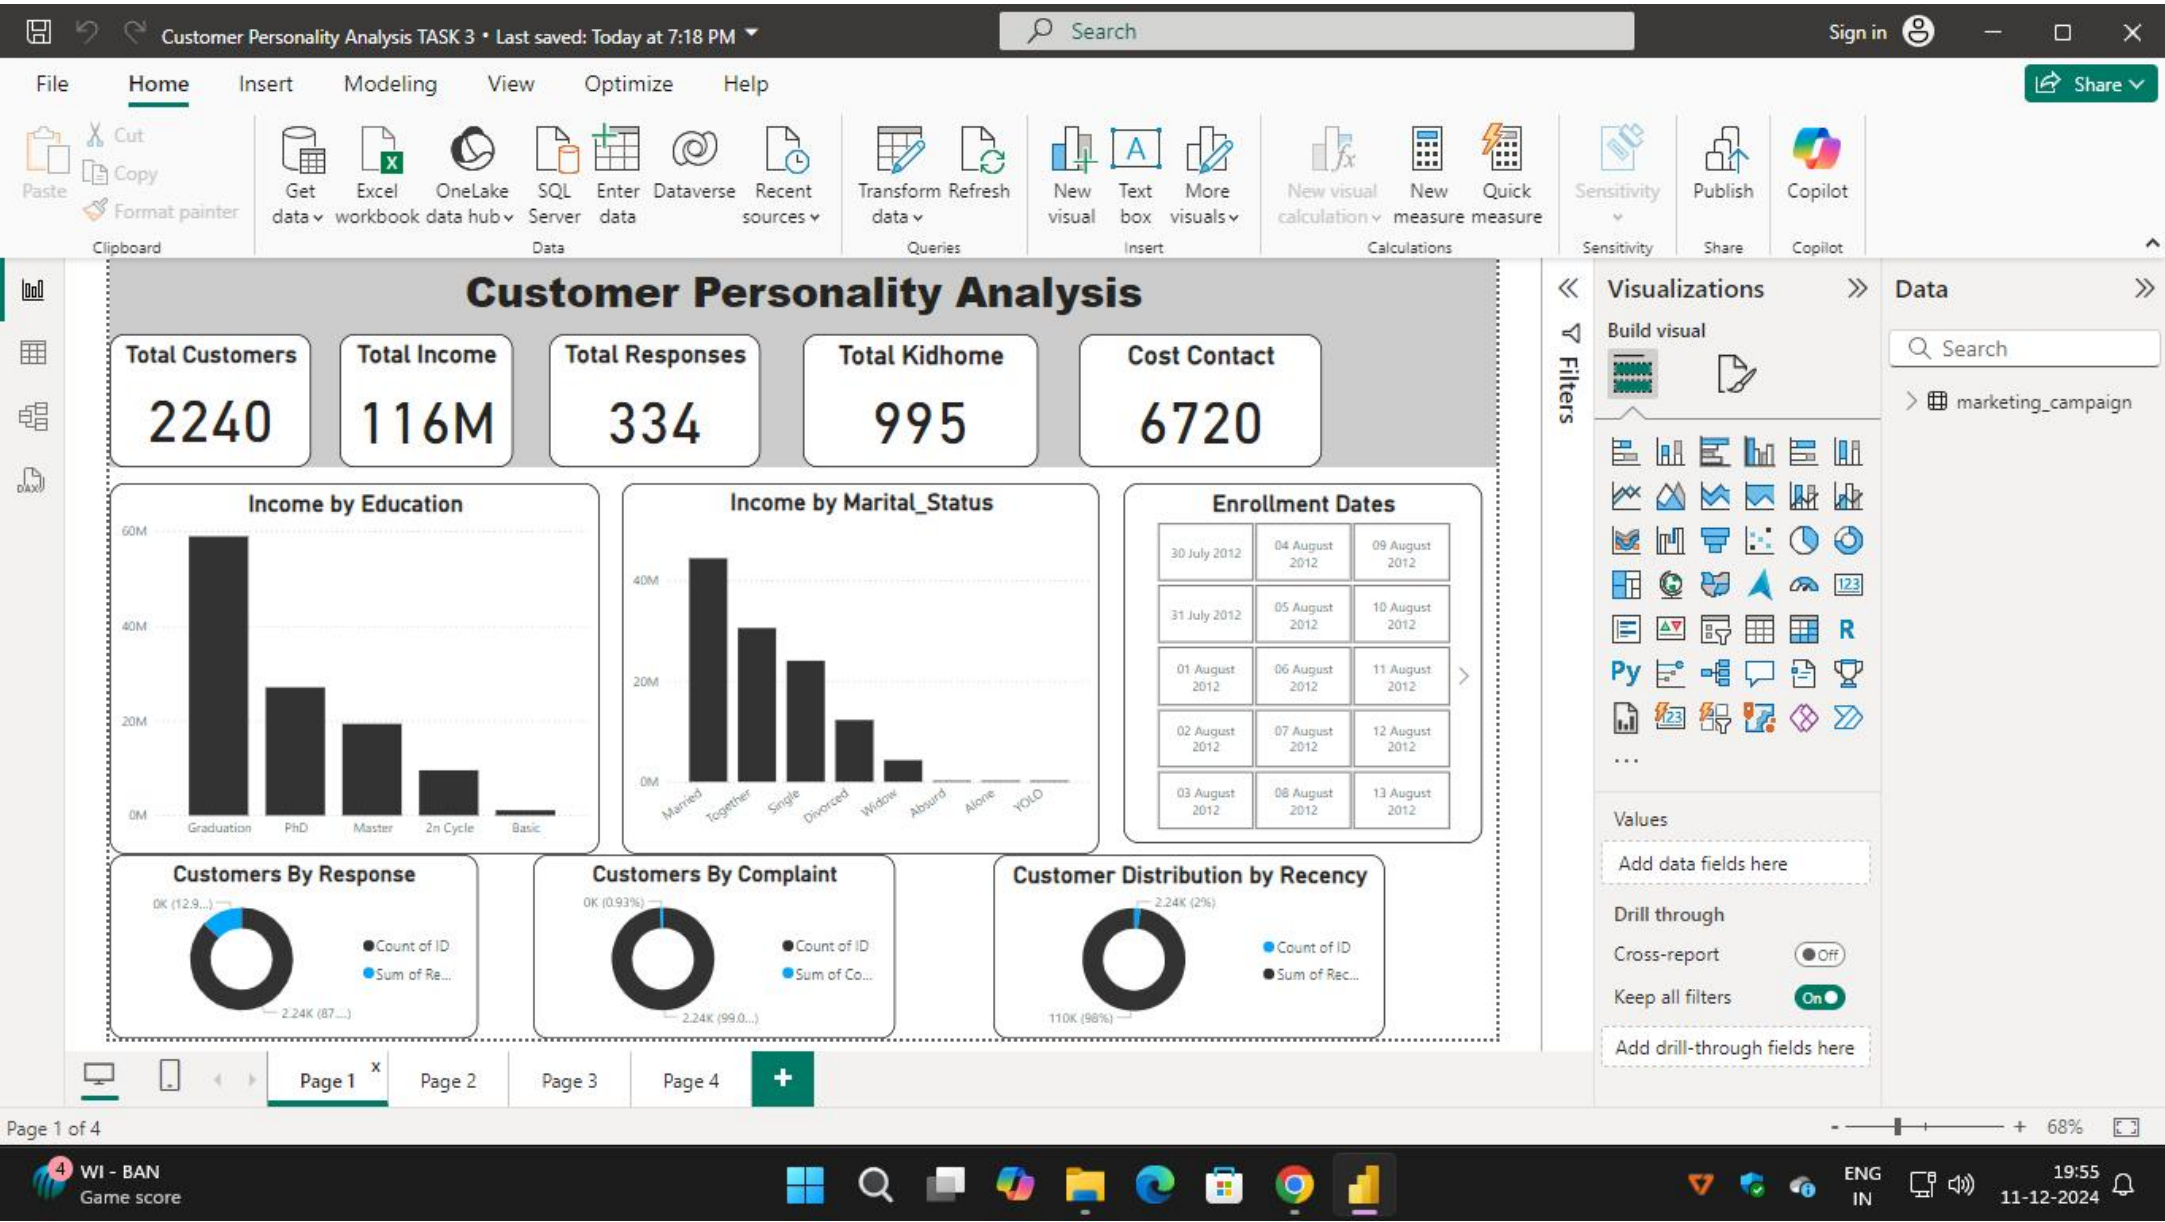 Customer Personality Analysis TASK 3 • Last saved: Today at 7:18 PM
Search
Sign in
File Home Insert Modeling View Optimize Help
Share
Paste
Cut
Copy
Format painter
Clipboard
Get data
Excel workbook
OneLake data hub
SQL Server
Enter data
Dataverse
Recent sources
Data
Transform data
Refresh
Queries
New visual
Text box
More visuals
Insert
New visual calculation
New measure
Quick measure
Calculations
Sensitivity
Sensitivity
Publish
Share
Copilot
Copilot
Customer Personality Analysis
Total Customers
2240
Total Income
116M
Total Responses
334
Total Kidhome
995
Cost Contact
6720
Income by Education
60M
40M
20M
0M
Graduation PhD Master 2n Cycle Basic
Income by Marital_Status
40M
20M
0M
Married Together Single Divorced Widow Absurd Alone YOLO
Enrollment Dates
30 July 2012 04 August 2012 09 August 2012
31 July 2012 05 August 2012 10 August 2012
01 August 2012 06 August 2012 11 August 2012
02 August 2012 07 August 2012 12 August 2012
03 August 2012 08 August 2012 13 August 2012
Customers By Response
0K (12.9...)
Count of ID
Sum of Re...
2.24K (87....)
Customers By Complaint
0K (0.93%)
Count of ID
Sum of Co...
2.24K (99.0...)
Customer Distribution by Recency
2.24K (2%)
Count of ID
Sum of Rec...
110K (98%)
Filters
Visualizations
Build visual
123
R
Py
123
...
Values
Add data fields here
Drill through
Cross-report
Off
Keep all filters
On
Add drill-through fields here
Data
Search
marketing_campaign
DAX
Page 1 x
Page 2
Page 3
Page 4
+
Page 1 of 4
- + 68%
4
WI - BAN
Game score
ENG
IN
19:55
11-12-2024